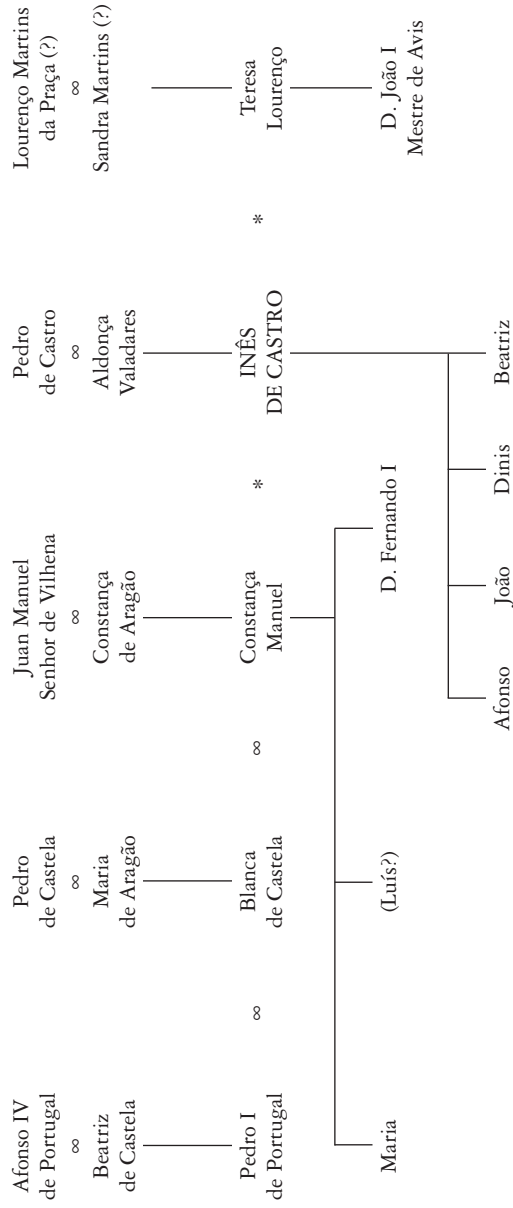 Afonso IV
de Portugal
∞
Beatriz
de Castela
Pedro I
de Portugal
∞
Pedro
de Castela
∞
Maria
de Aragão
Blanca
de Castela
∞
Juan Manuel
Senhor de Vilhena
∞
Constança
de Aragão
Constança
Manuel
*
Pedro
de Castro
∞
Aldonça
Valadares
INÊS
DE CASTRO
*
Lourenço Martins
da Praça (?)
∞
Sandra Martins (?)
Teresa
Lourenço
Maria
(Luís?)
D. Fernando I
D. João I
Mestre de Avis
Afonso
João
Dinis
Beatriz